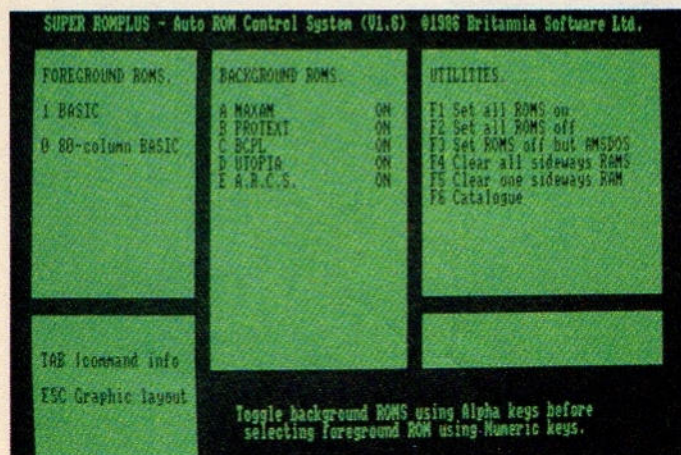 SUPER ROMPLUS - Auto ROM Control System (V1.6) ©1986 Britannia Software Ltd.
FOREGROUND ROMS.
1 BASIC
0 80-column BASIC
BACKGROUND ROMS.
A MAXAM ON
B PROTEXT ON
C BCPL ON
D UTOPIA ON
E A.R.C.S. ON
UTILITIES.
F1 Set all ROMS on
F2 Set all ROMS off
F3 Set ROMS off but AMSDOS
F4 Clear all sideways RAMS
F5 Clear one sideways RAM
F6 Catalogue
TAB |command info
ESC Graphic layout
Toggle background ROMS using Alpha keys before
selecting foreground ROM using Numeric keys.